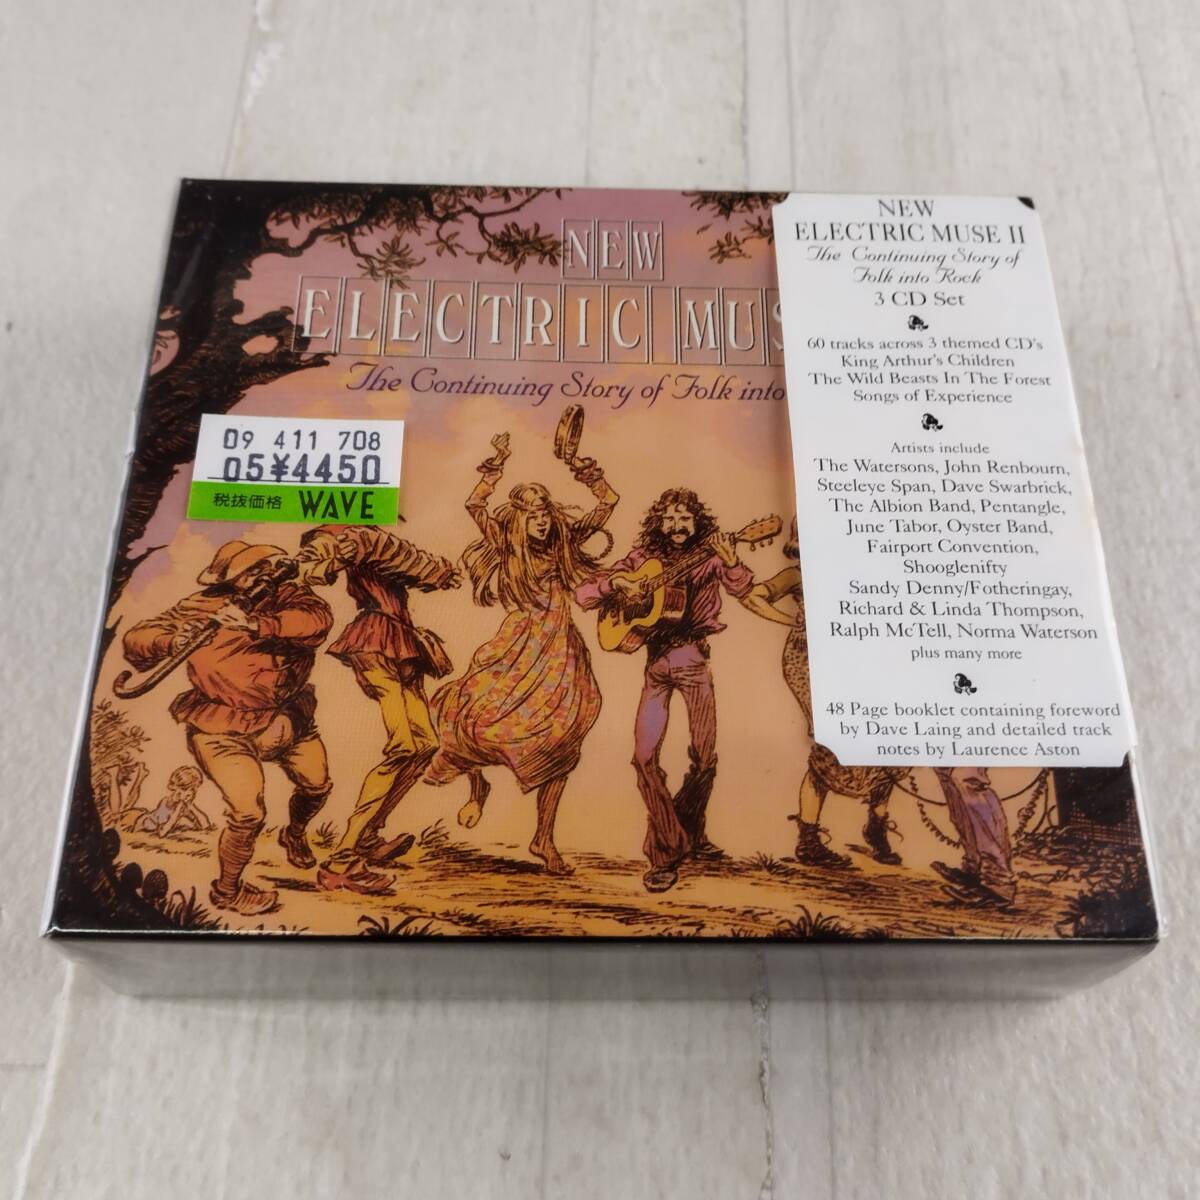 NEW
ELECTRIC MUS
The Continuing Story of Folk into
09 411 708
05¥4450
税抜価格 WAVE
NEW
ELECTRIC MUSE II
The Continuing Story of
Folk into Rock
3 CD Set
60 tracks across 3 themed CD's
King Arthur's Children
The Wild Beasts In The Forest
Songs of Experience
Artists include
The Watersons, John Renbourn,
Steeleye Span, Dave Swarbrick,
The Albion Band, Pentangle,
June Tabor, Oyster Band,
Fairport Convention,
Shooglenifty
Sandy Denny/Fotheringay,
Richard & Linda Thompson,
Ralph McTell, Norma Waterson
plus many more
48 Page booklet containing foreword
by Dave Laing and detailed track
notes by Laurence Aston